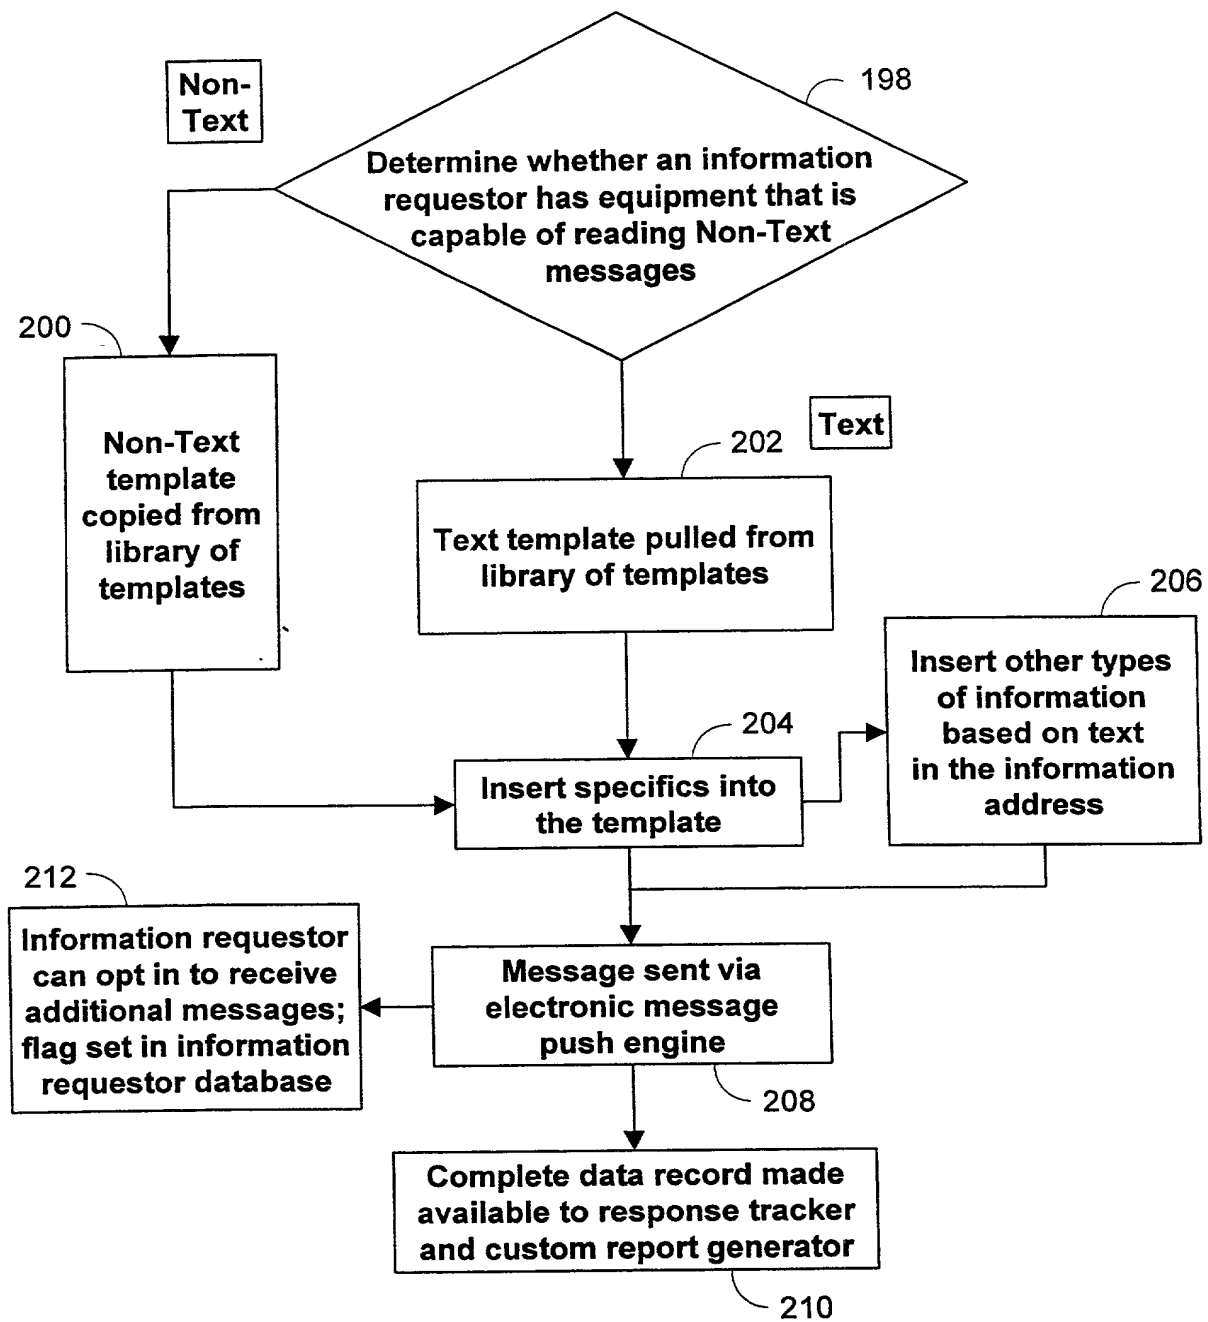 Non-
Text
198
Determine whether an information
requestor has equipment that is
capable of reading Non-Text
messages
200
Non-Text
template
copied from
library of
templates
Text
202
Text template pulled from
library of templates
206
Insert other types
of information
based on text
in the information
address
204
Insert specifics into
the template
212
Information requestor
can opt in to receive
additional messages;
flag set in information
requestor database
Message sent via
electronic message
push engine
208
Complete data record made
available to response tracker
and custom report generator
210